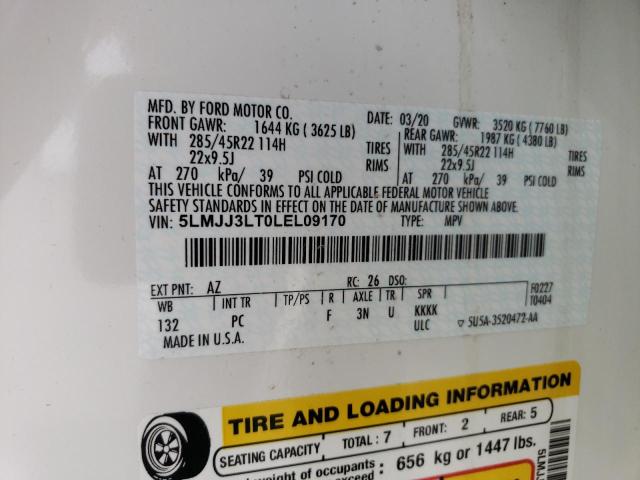 MFD. BY FORD MOTOR CO.
DATE: 03/20 GVWR: 3520 KG ( 7760 LB)
FRONT GAWR: 1644 KG ( 3625 LB)
REAR GAWR: 1987 KG ( 4380 LB)
WITH 285/45R22 114H TIRES WITH 285/45R22 114H TIRES
22x9.5J RIMS 22x9.5J RIMS
AT 270 kPa/ 39 PSI COLD AT 270 kPa/ 39 PSI COLD
THIS VEHICLE CONFORMS TO ALL APPLICABLE FEDERAL MOTOR VEHICLE
SAFETY STANDARDS IN EFFECT ON THE DATE OF MANUFACTURE SHOWN ABOVE.
VIN: 5LMJJ3LT0LEL09170 TYPE: MPV
EXT PNT: AZ RC: 26 DSO:
F0227
T0404
WB INT TR TP/PS R AXLE TR SPR
132 PC F 3N U KKKK
ULC
MADE IN U.S.A.
▽ 5U5A-3520472-AA
TIRE AND LOADING INFORMATION
SEATING CAPACITY TOTAL : 7 FRONT: 2 REAR: 5
weight of occupants
exceed : 656 kg or 1447 lbs.